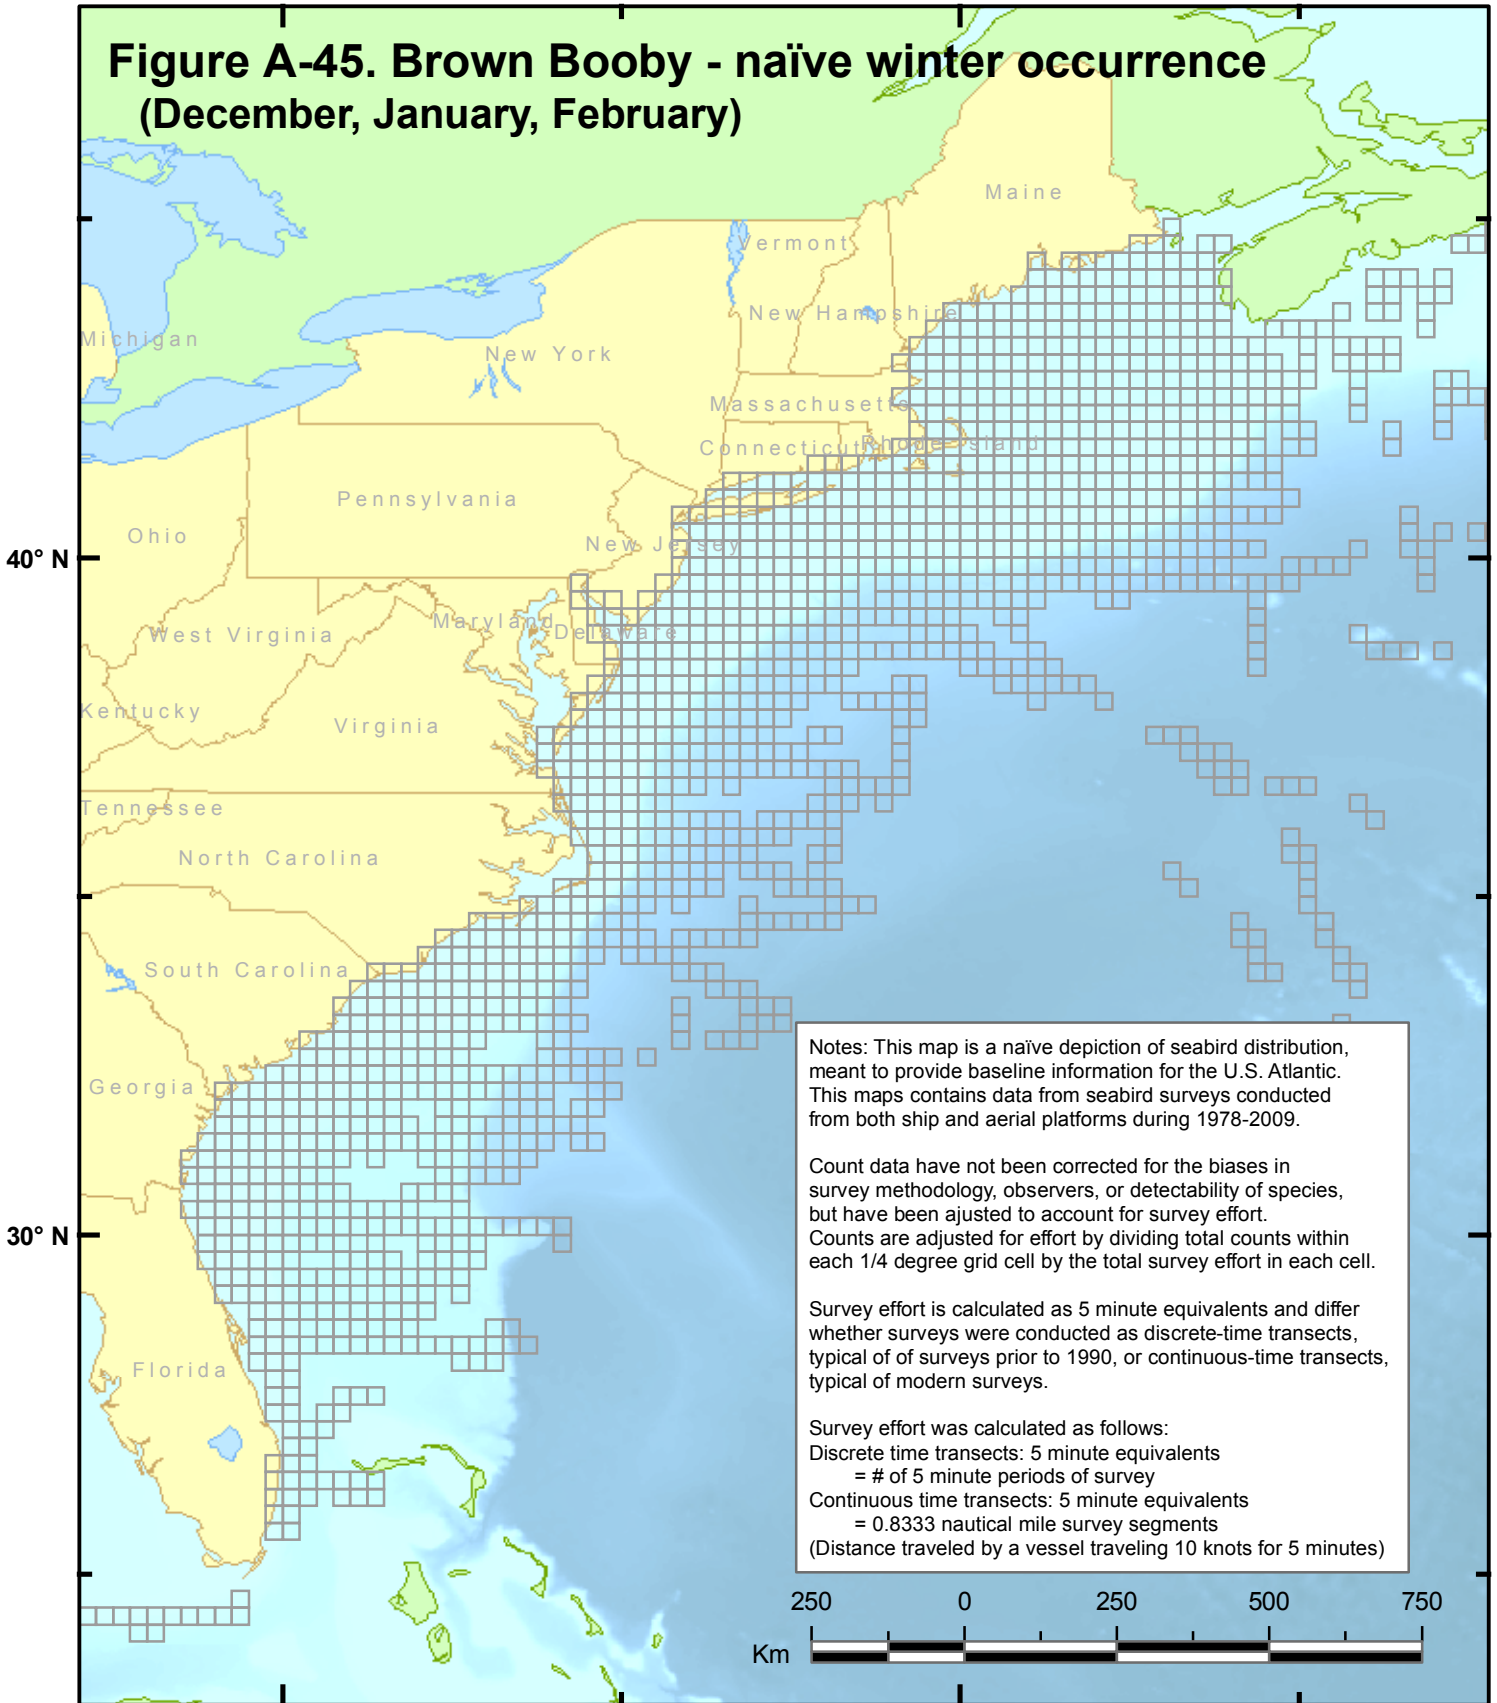 Figure A-45. Brown Booby - naïve winter occurrence
(December, January, February)
Maine
Vermont
New Hampshire
Michigan
New York
Massachusetts
Connecticut
Rhode Island
Pennsylvania
Ohio
New Jersey
40° N
Maryland
Delaware
West Virginia
Kentucky
Virginia
Tennessee
North Carolina
South Carolina
Georgia
30° N
Florida
Notes: This map is a naïve depiction of seabird distribution,
meant to provide baseline information for the U.S. Atlantic.
This maps contains data from seabird surveys conducted
from both ship and aerial platforms during 1978-2009.
Count data have not been corrected for the biases in
survey methodology, observers, or detectability of species,
but have been ajusted to account for survey effort.
Counts are adjusted for effort by dividing total counts within
each 1/4 degree grid cell by the total survey effort in each cell.
Survey effort is calculated as 5 minute equivalents and differ
whether surveys were conducted as discrete-time transects,
typical of of surveys prior to 1990, or continuous-time transects,
typical of modern surveys.
Survey effort was calculated as follows:
Discrete time transects: 5 minute equivalents
= # of 5 minute periods of survey
Continuous time transects: 5 minute equivalents
= 0.8333 nautical mile survey segments
(Distance traveled by a vessel traveling 10 knots for 5 minutes)
250 0 250 500 750
Km